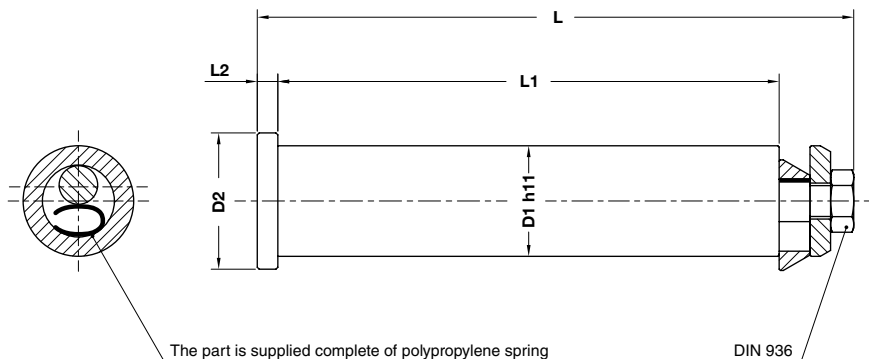 L
L2
L1
D2
D1 h11
The part is supplied complete of polypropylene spring
DIN 936